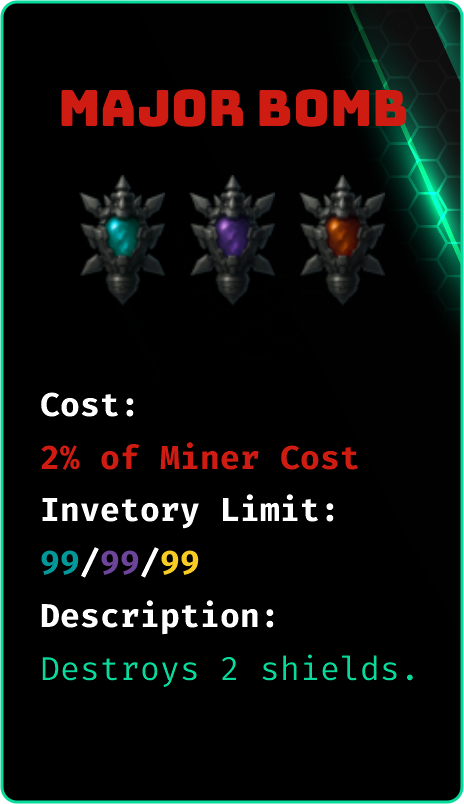 MAJOR BOMB
Cost:
2% of Miner Cost
Invetory Limit:
99/99/99
Description:
Destroys 2 shields.